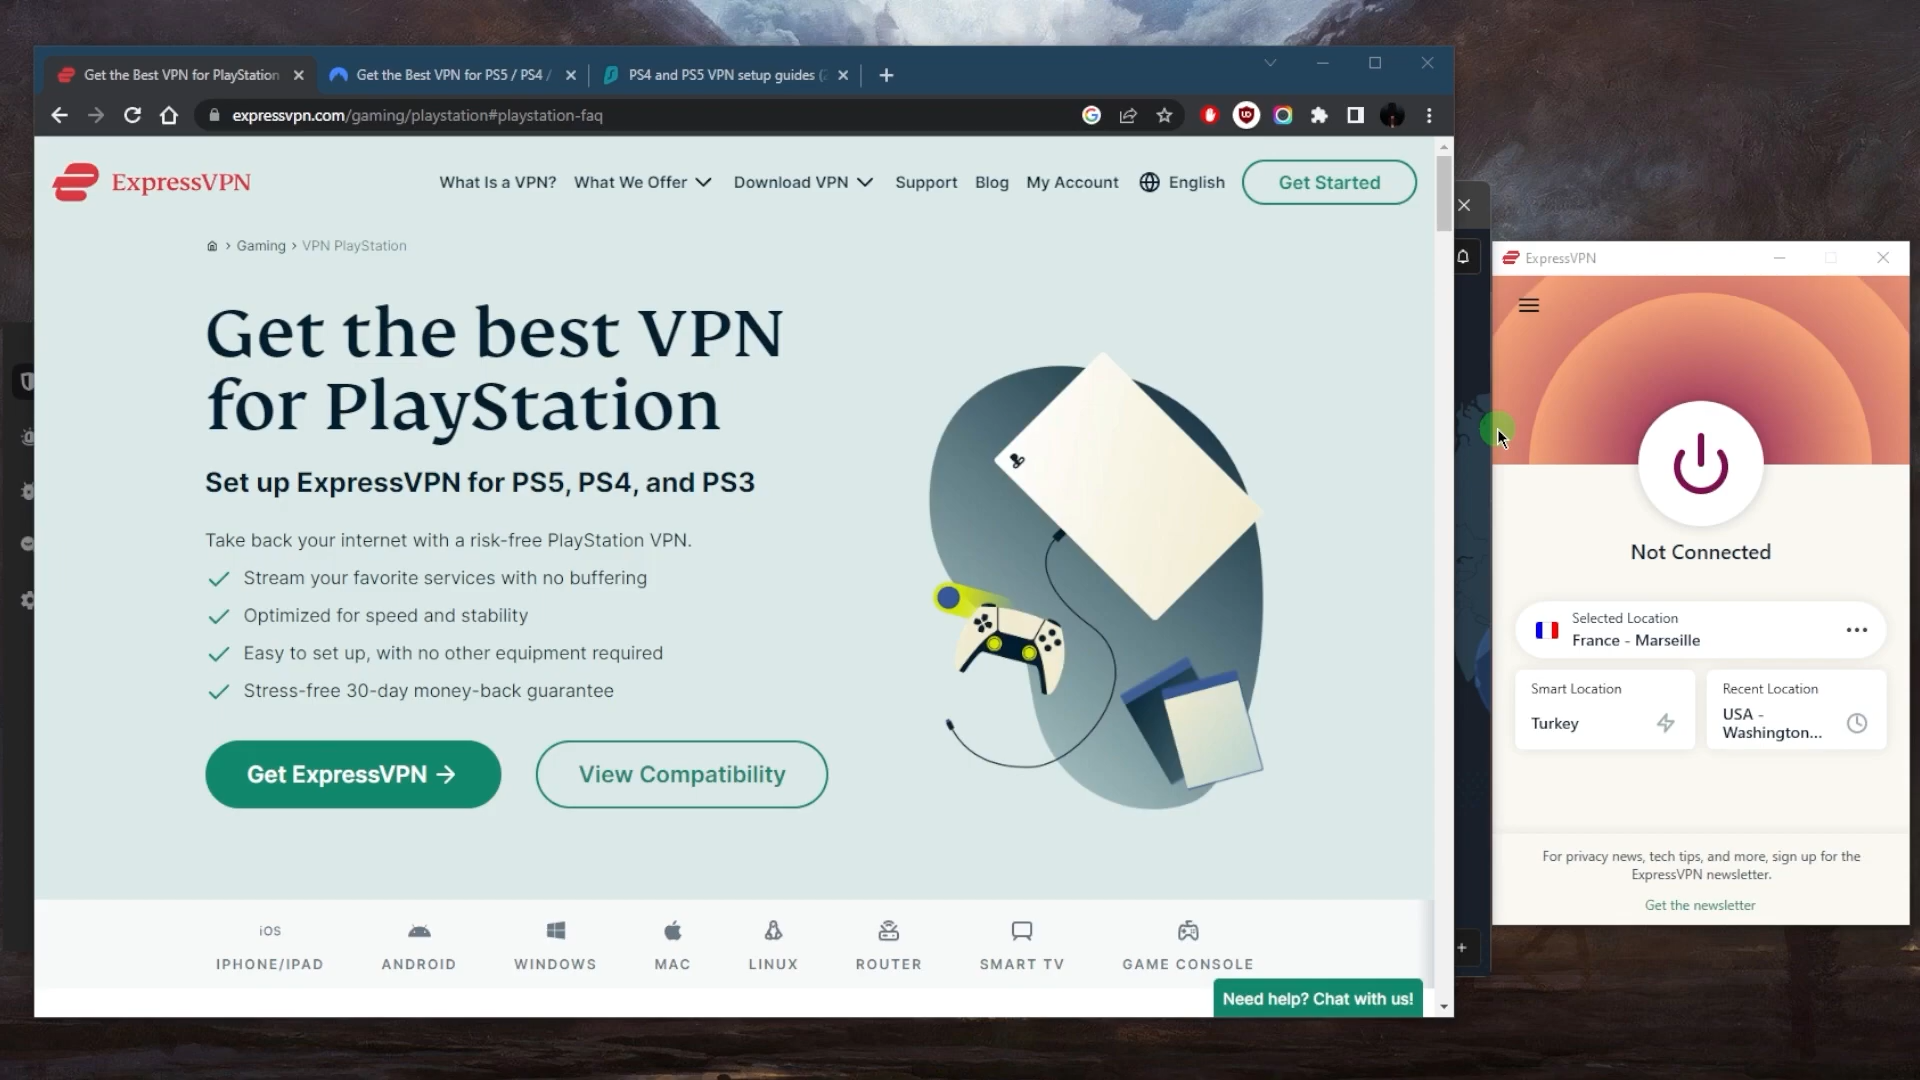 Get the Best VPN for PlayStation
Get the Best VPN for PS5 / PS4 /
PS4 and PS5 VPN setup guides (
expressvpn.com/gaming/playstation#playstation-faq
ExpressVPN
What Is a VPN?
What We Offer
Download VPN
Support
Blog
My Account
English
Get Started
Gaming › VPN PlayStation
Get the best VPN
for PlayStation
Set up ExpressVPN for PS5, PS4, and PS3
Take back your internet with a risk-free PlayStation VPN.
Stream your favorite services with no buffering
Optimized for speed and stability
Easy to set up, with no other equipment required
Stress-free 30-day money-back guarantee
Get ExpressVPN →
View Compatibility
iOS
IPHONE/IPAD
ANDROID
WINDOWS
MAC
LINUX
ROUTER
SMART TV
GAME CONSOLE
Need help? Chat with us!
ExpressVPN
Not Connected
Selected Location
France - Marseille
Smart Location
Turkey
Recent Location
USA -
Washington...
For privacy news, tech tips, and more, sign up for the
ExpressVPN newsletter.
Get the newsletter